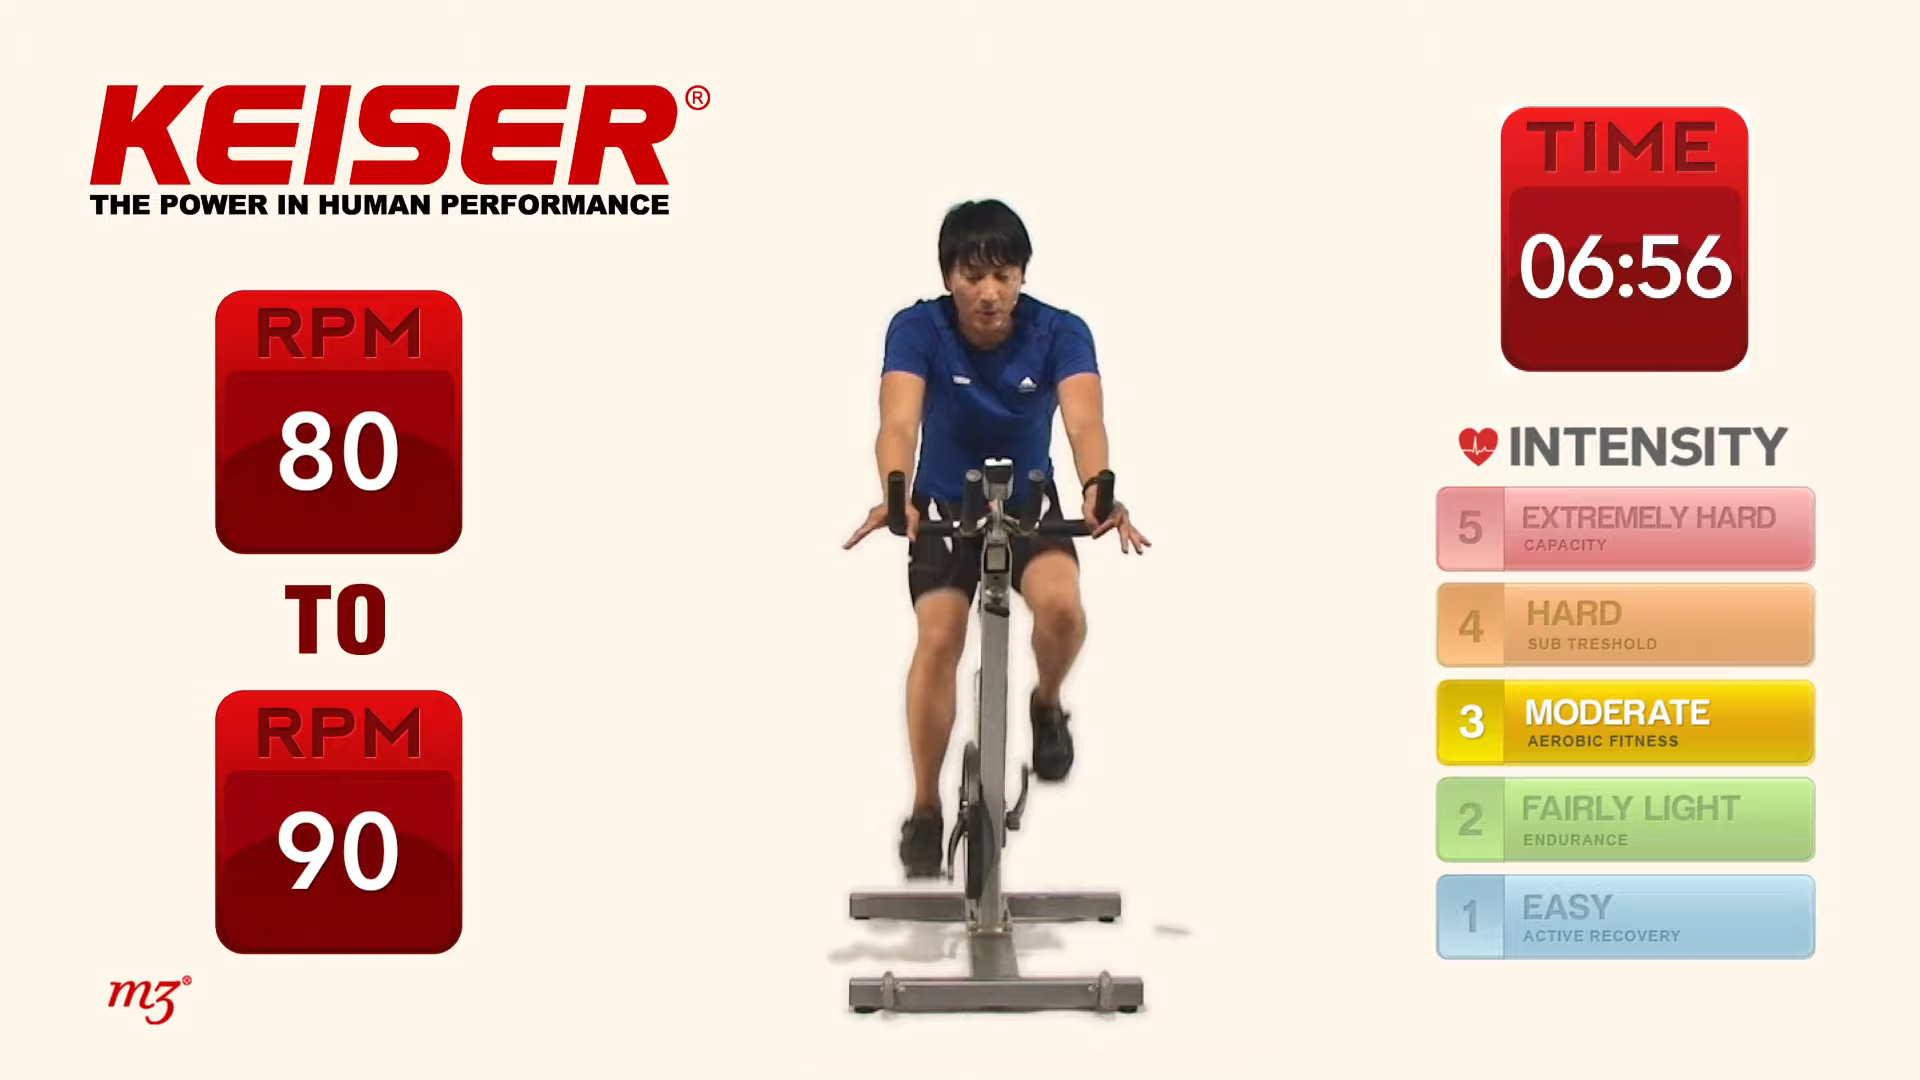 KEISER®
THE POWER IN HUMAN PERFORMANCE
RPM
80
TO
RPM
90
m3®
TIME
06:56
INTENSITY
5 EXTREMELY HARD
CAPACITY
4 HARD
SUB TRESHOLD
3 MODERATE
AEROBIC FITNESS
2 FAIRLY LIGHT
ENDURANCE
1 EASY
ACTIVE RECOVERY